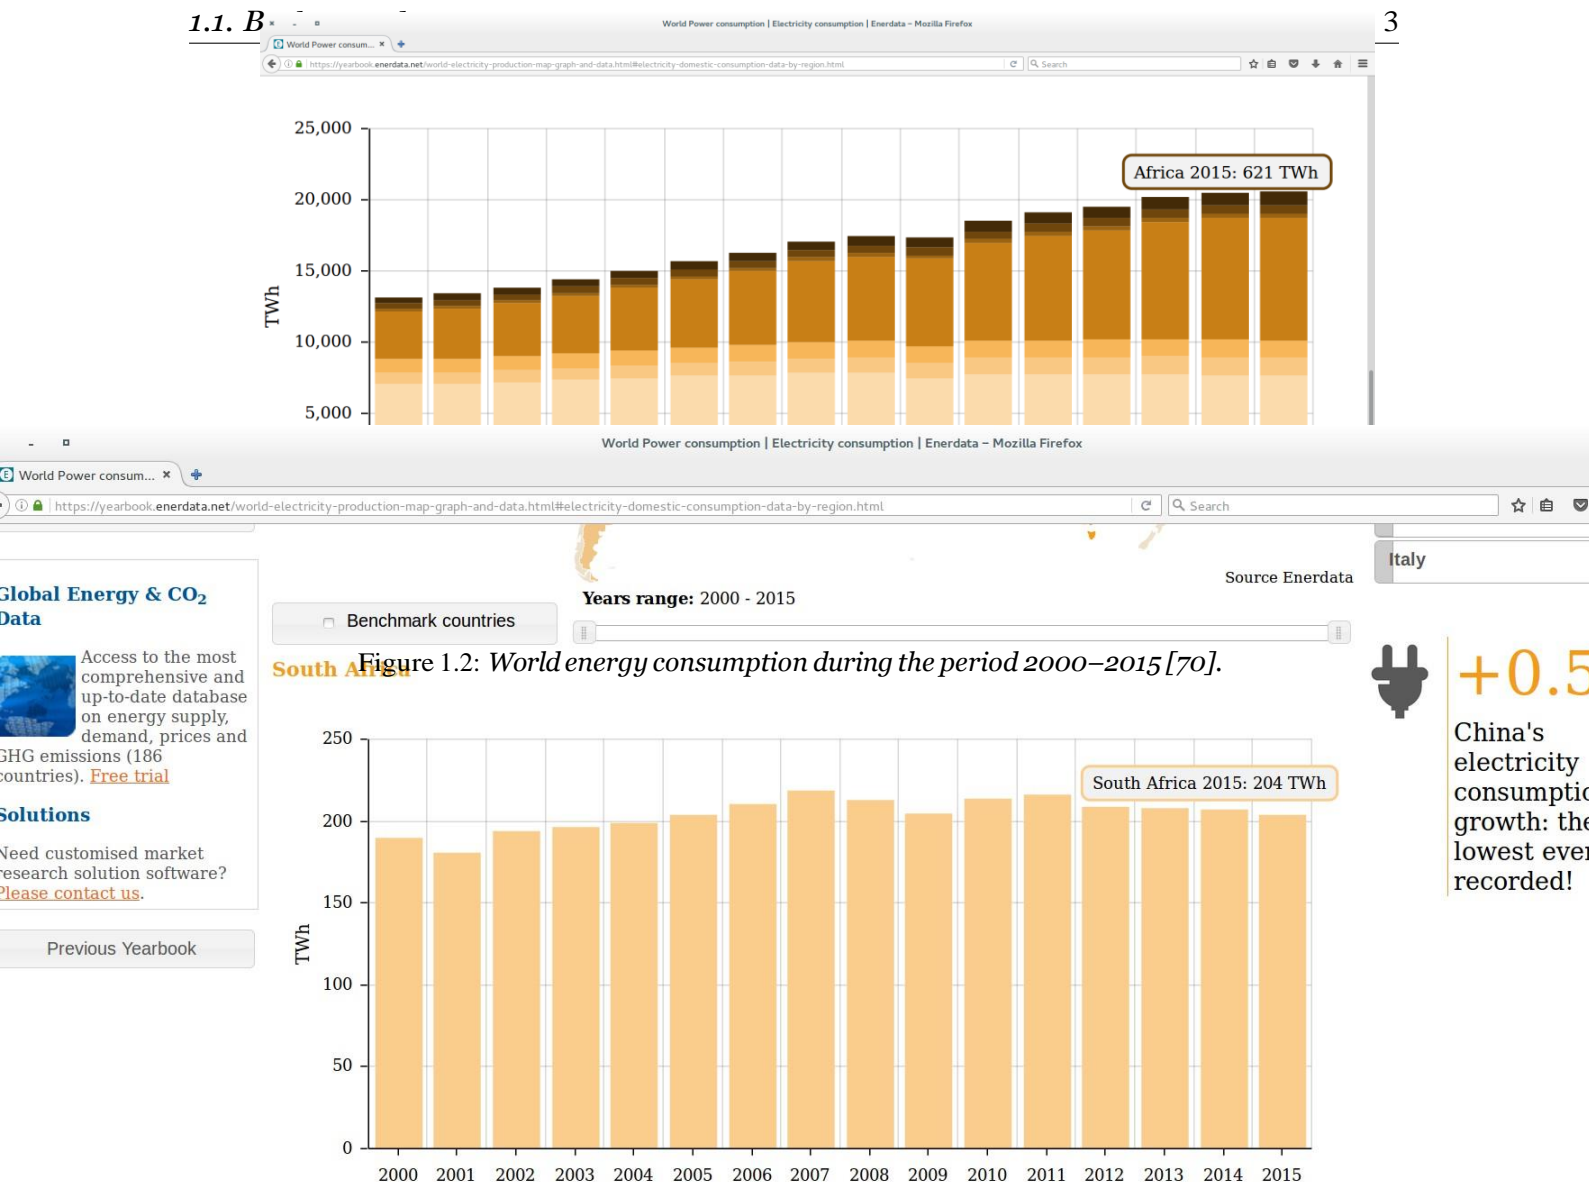 1.1. B
3
World Power consumption | Electricity consumption | Enerdata – Mozilla Firefox
World Power consum...
https://yearbook.enerdata.net/world-electricity-production-map-graph-and-data.html#electricity-domestic-consumption-data-by-region.html
Search
25,000
Africa 2015: 621 TWh
20,000
15,000
TWh
10,000
5,000
World Power consumption | Electricity consumption | Enerdata – Mozilla Firefox
World Power consum...
https://yearbook.enerdata.net/world-electricity-production-map-graph-and-data.html#electricity-domestic-consumption-data-by-region.html
Search
Italy
Source Enerdata
Years range: 2000 - 2015
Benchmark countries
Global Energy & CO2
Data
Access to the most
comprehensive and
up-to-date database
on energy supply,
demand, prices and
GHG emissions (186
countries). Free trial
Solutions
Need customised market
research solution software?
Please contact us.
Previous Yearbook
South Africa
Figure 1.2: World energy consumption during the period 2000–2015 [70].
250
South Africa 2015: 204 TWh
200
150
TWh
100
50
0
2000 2001 2002 2003 2004 2005 2006 2007 2008 2009 2010 2011 2012 2013 2014 2015
+0.5
China's
electricity
consumptio
growth: the
lowest ever
recorded!